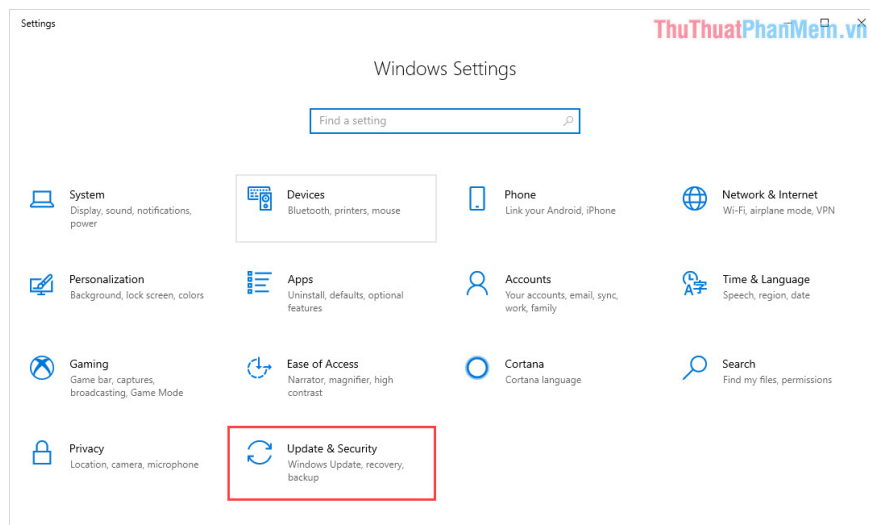 Settings
ThuThuatPhanMem.vn
Windows Settings
Find a setting
System
Display, sound, notifications,
power
Devices
Bluetooth, printers, mouse
Phone
Link your Android, iPhone
Network & Internet
Wi-Fi, airplane mode, VPN
Personalization
Background, lock screen, colors
Apps
Uninstall, defaults, optional
features
Accounts
Your accounts, email, sync,
work, family
Time & Language
Speech, region, date
Gaming
Game bar, captures,
broadcasting, Game Mode
Ease of Access
Narrator, magnifier, high
contrast
Cortana
Cortana language
Search
Find my files, permissions
Privacy
Location, camera, microphone
Update & Security
Windows Update, recovery,
backup